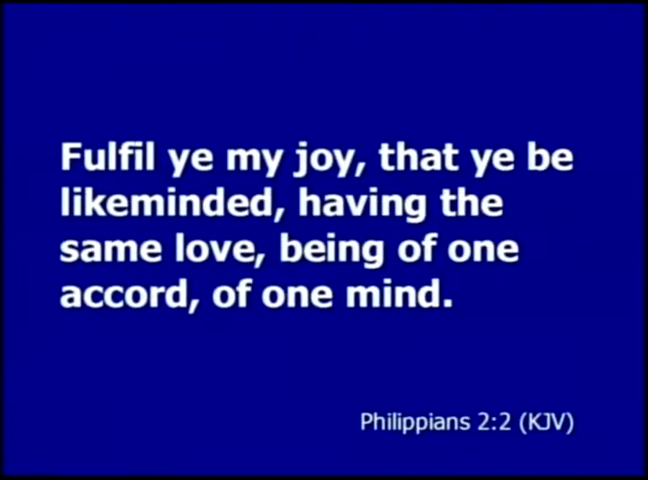 Fulfil ye my joy, that ye be
likeminded, having the
same love, being of one
accord, of one mind.
Philippians 2:2 (KJV)